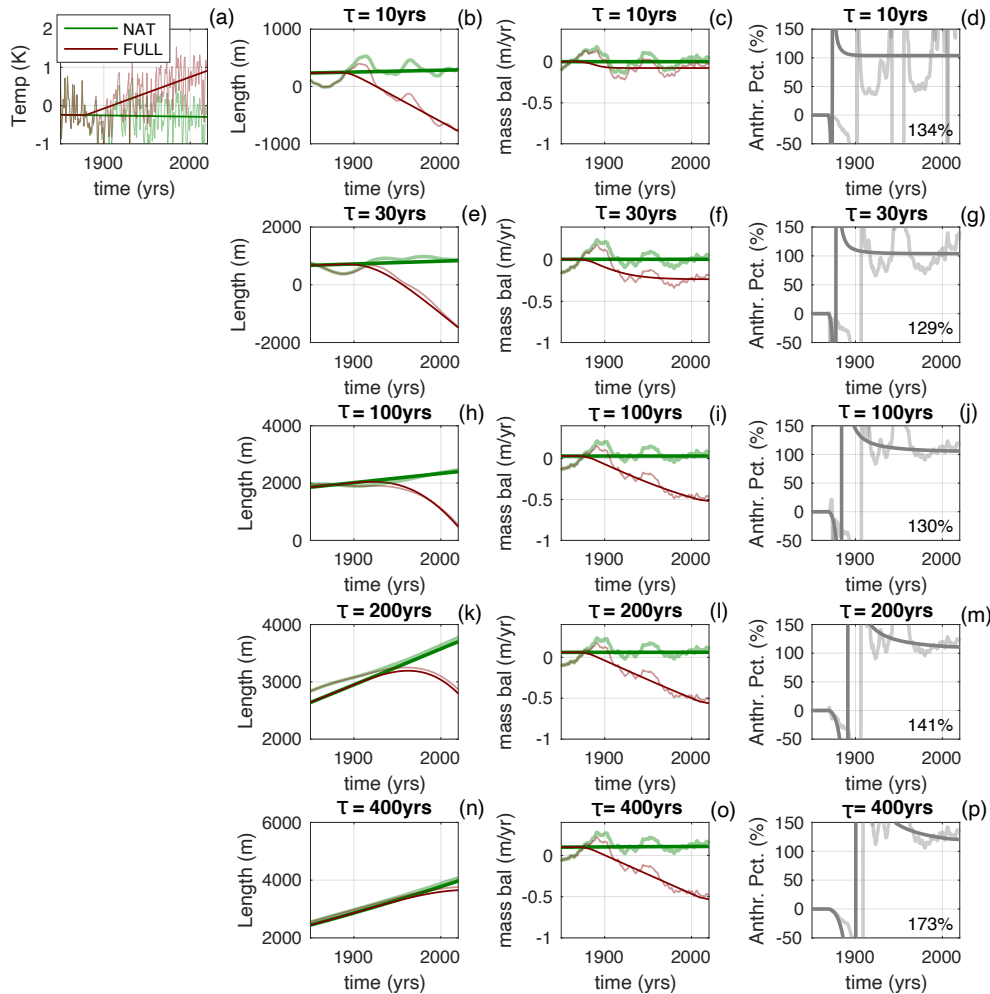 (a)
NAT
FULL
Temp (K)
2
1
0
-1
1900
2000
time (yrs)
τ = 10yrs
(b)
Length (m)
1000
0
-1000
1900
2000
time (yrs)
τ = 10yrs
(c)
mass bal (m/yr)
0
-0.5
-1
1900
2000
time (yrs)
τ = 10yrs
(d)
Anthr. Pct. (%)
150
100
50
0
-50
134%
1900
2000
time (yrs)
τ = 30yrs
(e)
Length (m)
2000
0
-2000
1900
2000
time (yrs)
τ = 30yrs
(f)
mass bal (m/yr)
0
-0.5
-1
1900
2000
time (yrs)
τ = 30yrs
(g)
Anthr. Pct. (%)
150
100
50
0
-50
129%
1900
2000
time (yrs)
τ = 100yrs
(h)
Length (m)
4000
2000
0
1900
2000
time (yrs)
τ = 100yrs
(i)
mass bal (m/yr)
0
-0.5
-1
1900
2000
time (yrs)
τ = 100yrs
(j)
Anthr. Pct. (%)
150
100
50
0
-50
130%
1900
2000
time (yrs)
τ = 200yrs
(k)
Length (m)
4000
3000
2000
1900
2000
time (yrs)
τ = 200yrs
(l)
mass bal (m/yr)
0
-0.5
-1
1900
2000
time (yrs)
τ = 200yrs
(m)
Anthr. Pct. (%)
150
100
50
0
-50
141%
1900
2000
time (yrs)
τ = 400yrs
(n)
Length (m)
6000
4000
2000
1900
2000
time (yrs)
τ = 400yrs
(o)
mass bal (m/yr)
0
-0.5
-1
1900
2000
time (yrs)
τ = 400yrs
(p)
Anthr. Pct. (%)
150
100
50
0
-50
173%
1900
2000
time (yrs)